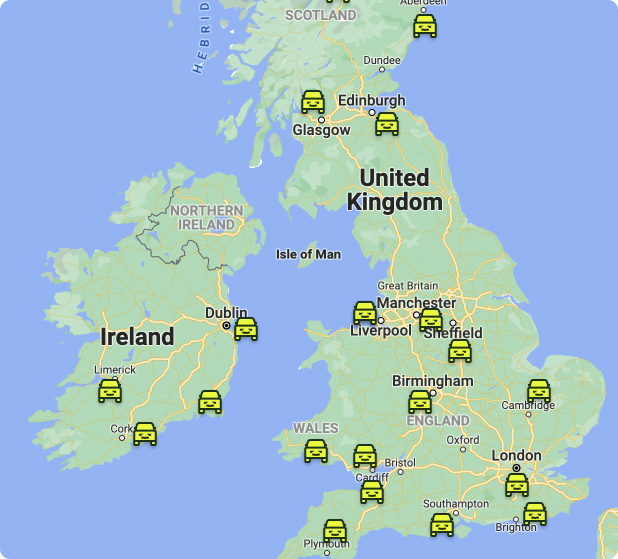 Aberdeen
SCOTLAND
HEBRID
Dundee
Edinburgh
Glasgow
United
Kingdom
NORTHERN
IRELAND
Isle of Man
Great Britain
Manchester
Dublin
Liverpool
Sheffield
Ireland
Limerick
Birmingham
Cambridge
ENGLAND
WALES
Cork
Oxford
London
Bristol
Cardiff
Southampton
Brighton
Plymouth